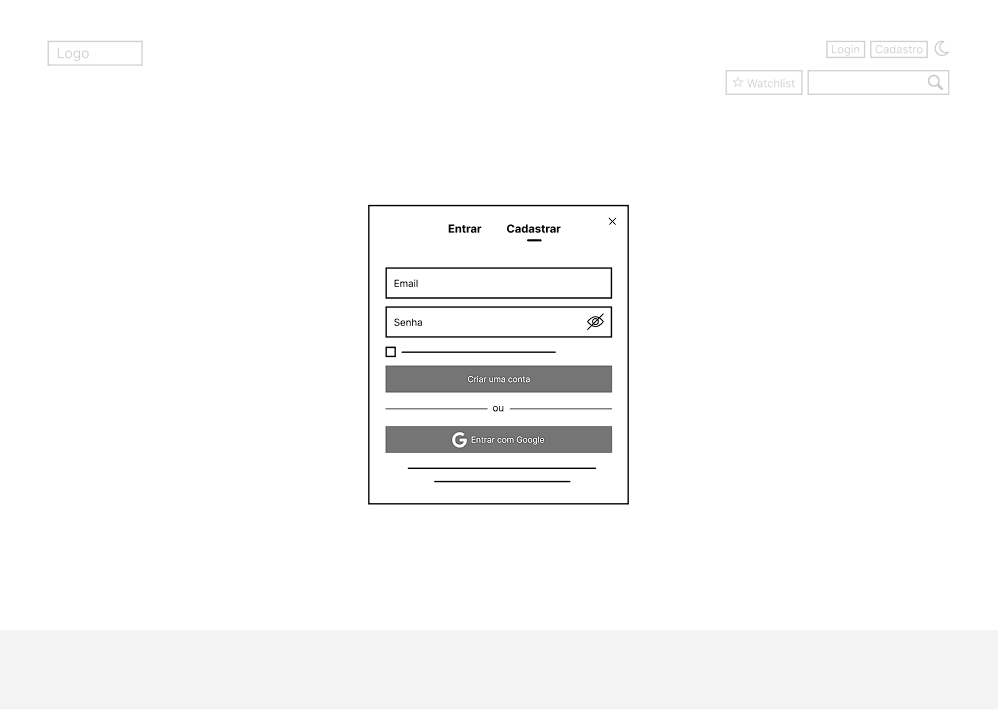 Logo
Login Cadastro
Watchlist
Entrar Cadastrar
Email
Senha
Criar uma conta
ou
Entrar com Google